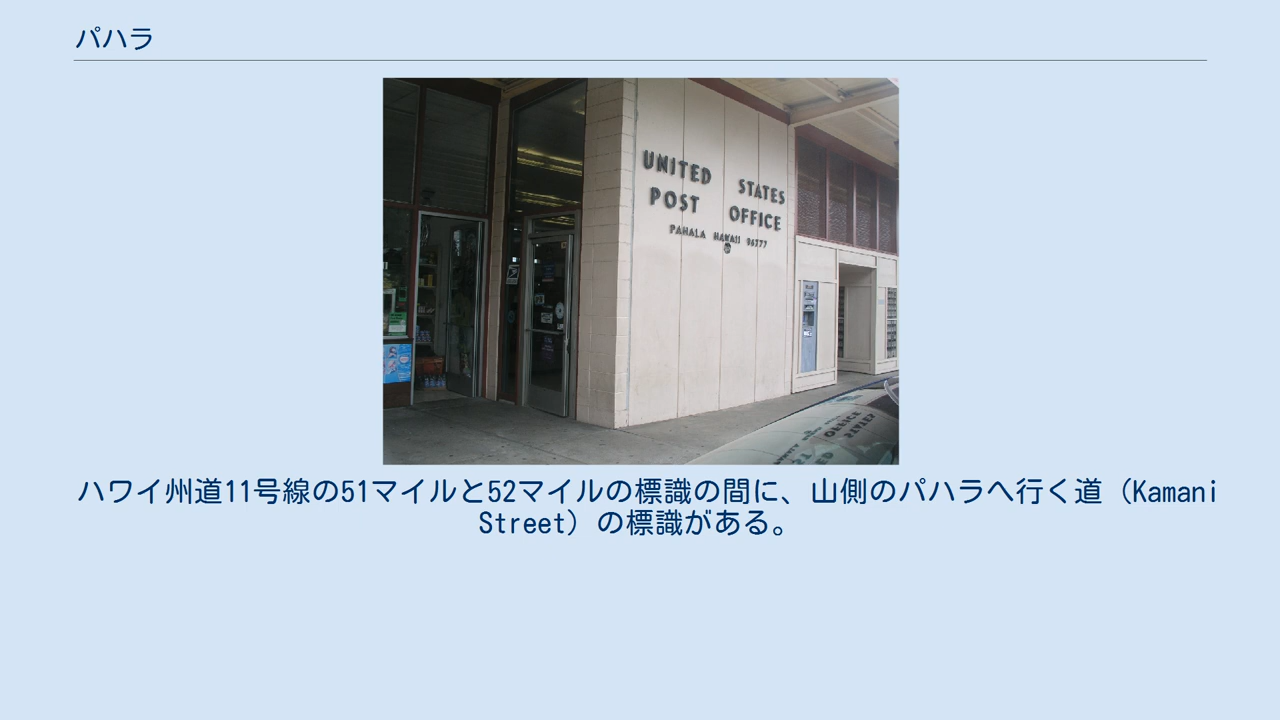 パハラ
UNITED STATES
POST OFFICE
PAHALA HAWAII 96777
ハワイ州道11号線の51マイルと52マイルの標識の間に、山側のパハラへ行く道（Kamani
Street）の標識がある。